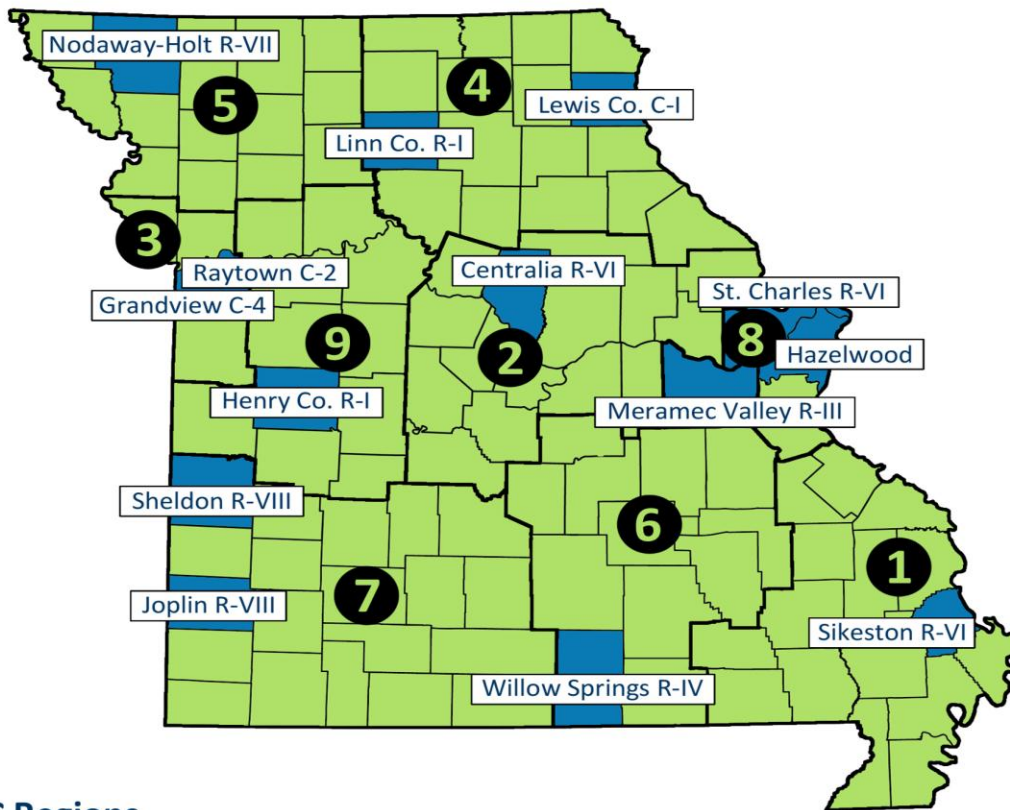 Nodaway-Holt R-VII
5
4
Lewis Co. C-I
Linn Co. R-I
3
Raytown C-2
Centralia R-VI
St. Charles R-VI
Grandview C-4
9
2
8
Hazelwood
Henry Co. R-I
Meramec Valley R-III
Sheldon R-VIII
6
1
7
Joplin R-VIII
Sikeston R-VI
Willow Springs R-IV
Regions